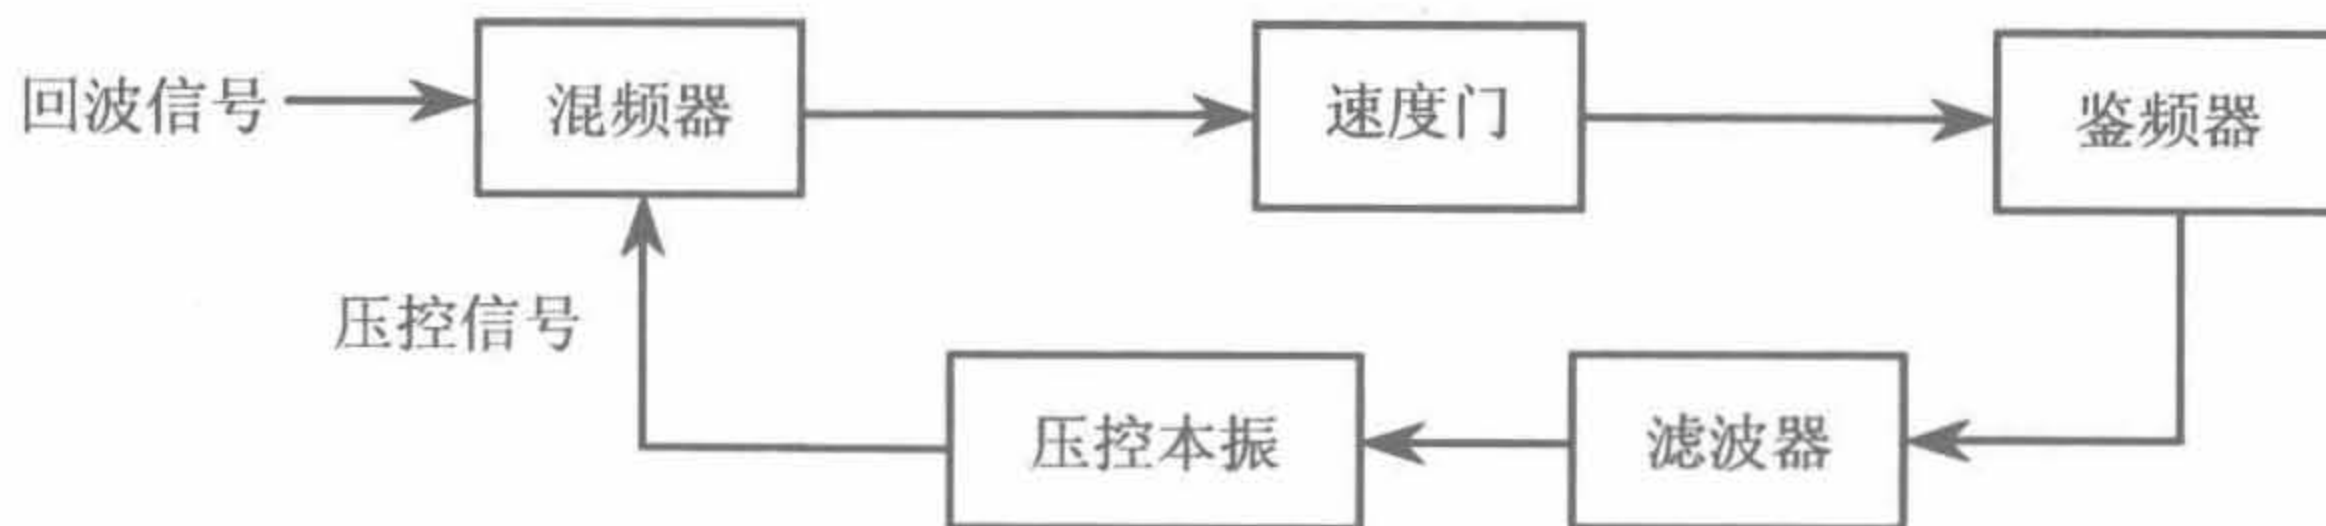 回波信号
混频器
速度门
鉴频器
压控信号
压控本振
滤波器